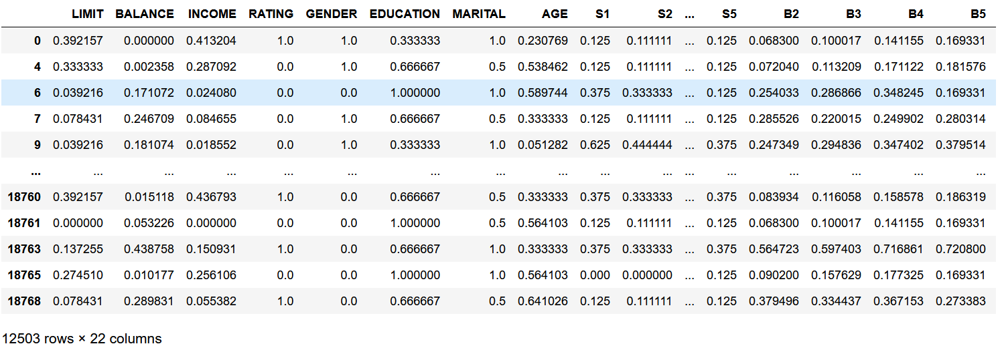 LIMIT BALANCE INCOME RATING GENDER EDUCATION MARITAL AGE S1 S2 ... S5 B2 B3 B4 B5
0 0.392157 0.000000 0.413204 1.0 1.0 0.333333 1.0 0.230769 0.125 0.111111 ... 0.125 0.068300 0.100017 0.141155 0.169331
4 0.333333 0.002358 0.287092 0.0 1.0 0.666667 0.5 0.538462 0.125 0.111111 ... 0.125 0.072040 0.113209 0.171122 0.181576
6 0.039216 0.171072 0.024080 0.0 0.0 1.000000 1.0 0.589744 0.375 0.333333 ... 0.125 0.254033 0.286866 0.348245 0.169331
7 0.078431 0.246709 0.084655 0.0 1.0 0.666667 0.5 0.333333 0.125 0.111111 ... 0.125 0.285526 0.220015 0.249902 0.280314
9 0.039216 0.181074 0.018552 0.0 1.0 0.333333 1.0 0.051282 0.625 0.444444 ... 0.375 0.247349 0.294836 0.347402 0.379514
... ... ... ... ... ... ... ... ... ... ... ... ... ... ... ... ...
18760 0.392157 0.015118 0.436793 1.0 0.0 0.666667 0.5 0.333333 0.375 0.333333 ... 0.375 0.083934 0.116058 0.158578 0.186319
18761 0.000000 0.053226 0.000000 0.0 0.0 1.000000 0.5 0.564103 0.125 0.111111 ... 0.125 0.068300 0.100017 0.141155 0.169331
18763 0.137255 0.438758 0.150931 1.0 0.0 0.666667 1.0 0.333333 0.375 0.333333 ... 0.375 0.564723 0.597403 0.716861 0.720800
18765 0.274510 0.010177 0.256106 0.0 0.0 1.000000 1.0 0.564103 0.000 0.000000 ... 0.125 0.090200 0.157629 0.177325 0.169331
18768 0.078431 0.289831 0.055382 1.0 0.0 0.666667 0.5 0.641026 0.125 0.111111 ... 0.125 0.379496 0.334437 0.367153 0.273383
12503 rows × 22 columns